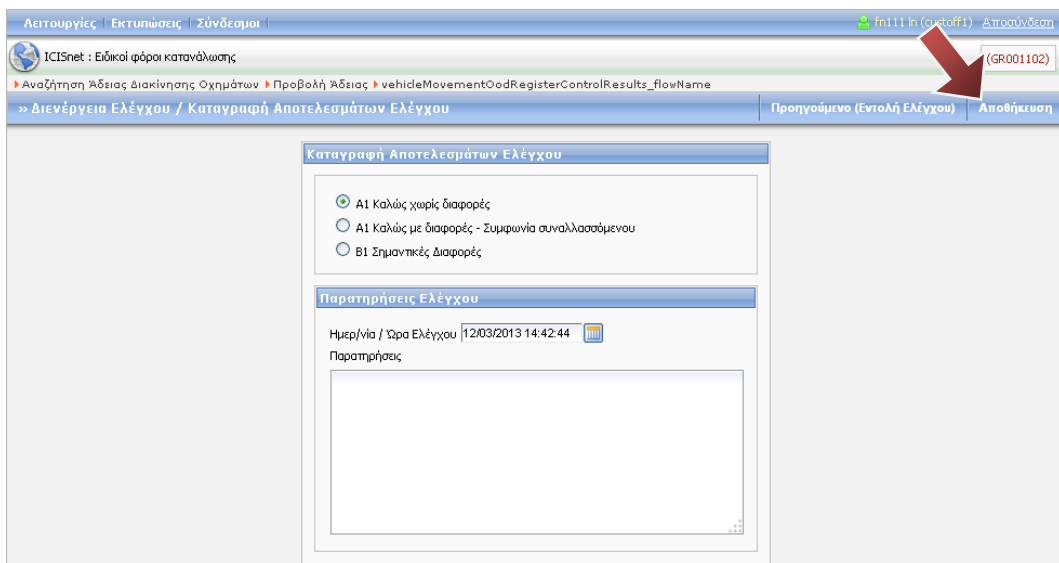 Λειτουργίες | Εκτυπώσεις | Σύνδεσμοι |
fn111 ln (custoff1) Αποσύνδεση
ICISnet : Ειδικοί φόροι κατανάλωσης
(GR001102)
Αναζήτηση Άδειας Διακίνησης Οχημάτων Προβολή Άδειας vehicleMovementOodRegisterControlResults_flowName
» Διενέργεια Ελέγχου / Καταγραφή Αποτελεσμάτων Ελέγχου
Προηγούμενο (Εντολή Ελέγχου) Αποθήκευση
Καταγραφή Αποτελεσμάτων Ελέγχου
Α1 Καλώς χωρίς διαφορές
Α1 Καλώς με διαφορές - Συμφωνία συναλλασσόμενου
Β1 Σημαντικές Διαφορές
Παρατηρήσεις Ελέγχου
Ημερ/νία / Ώρα Ελέγχου 12/03/2013 14:42:44
Παρατηρήσεις